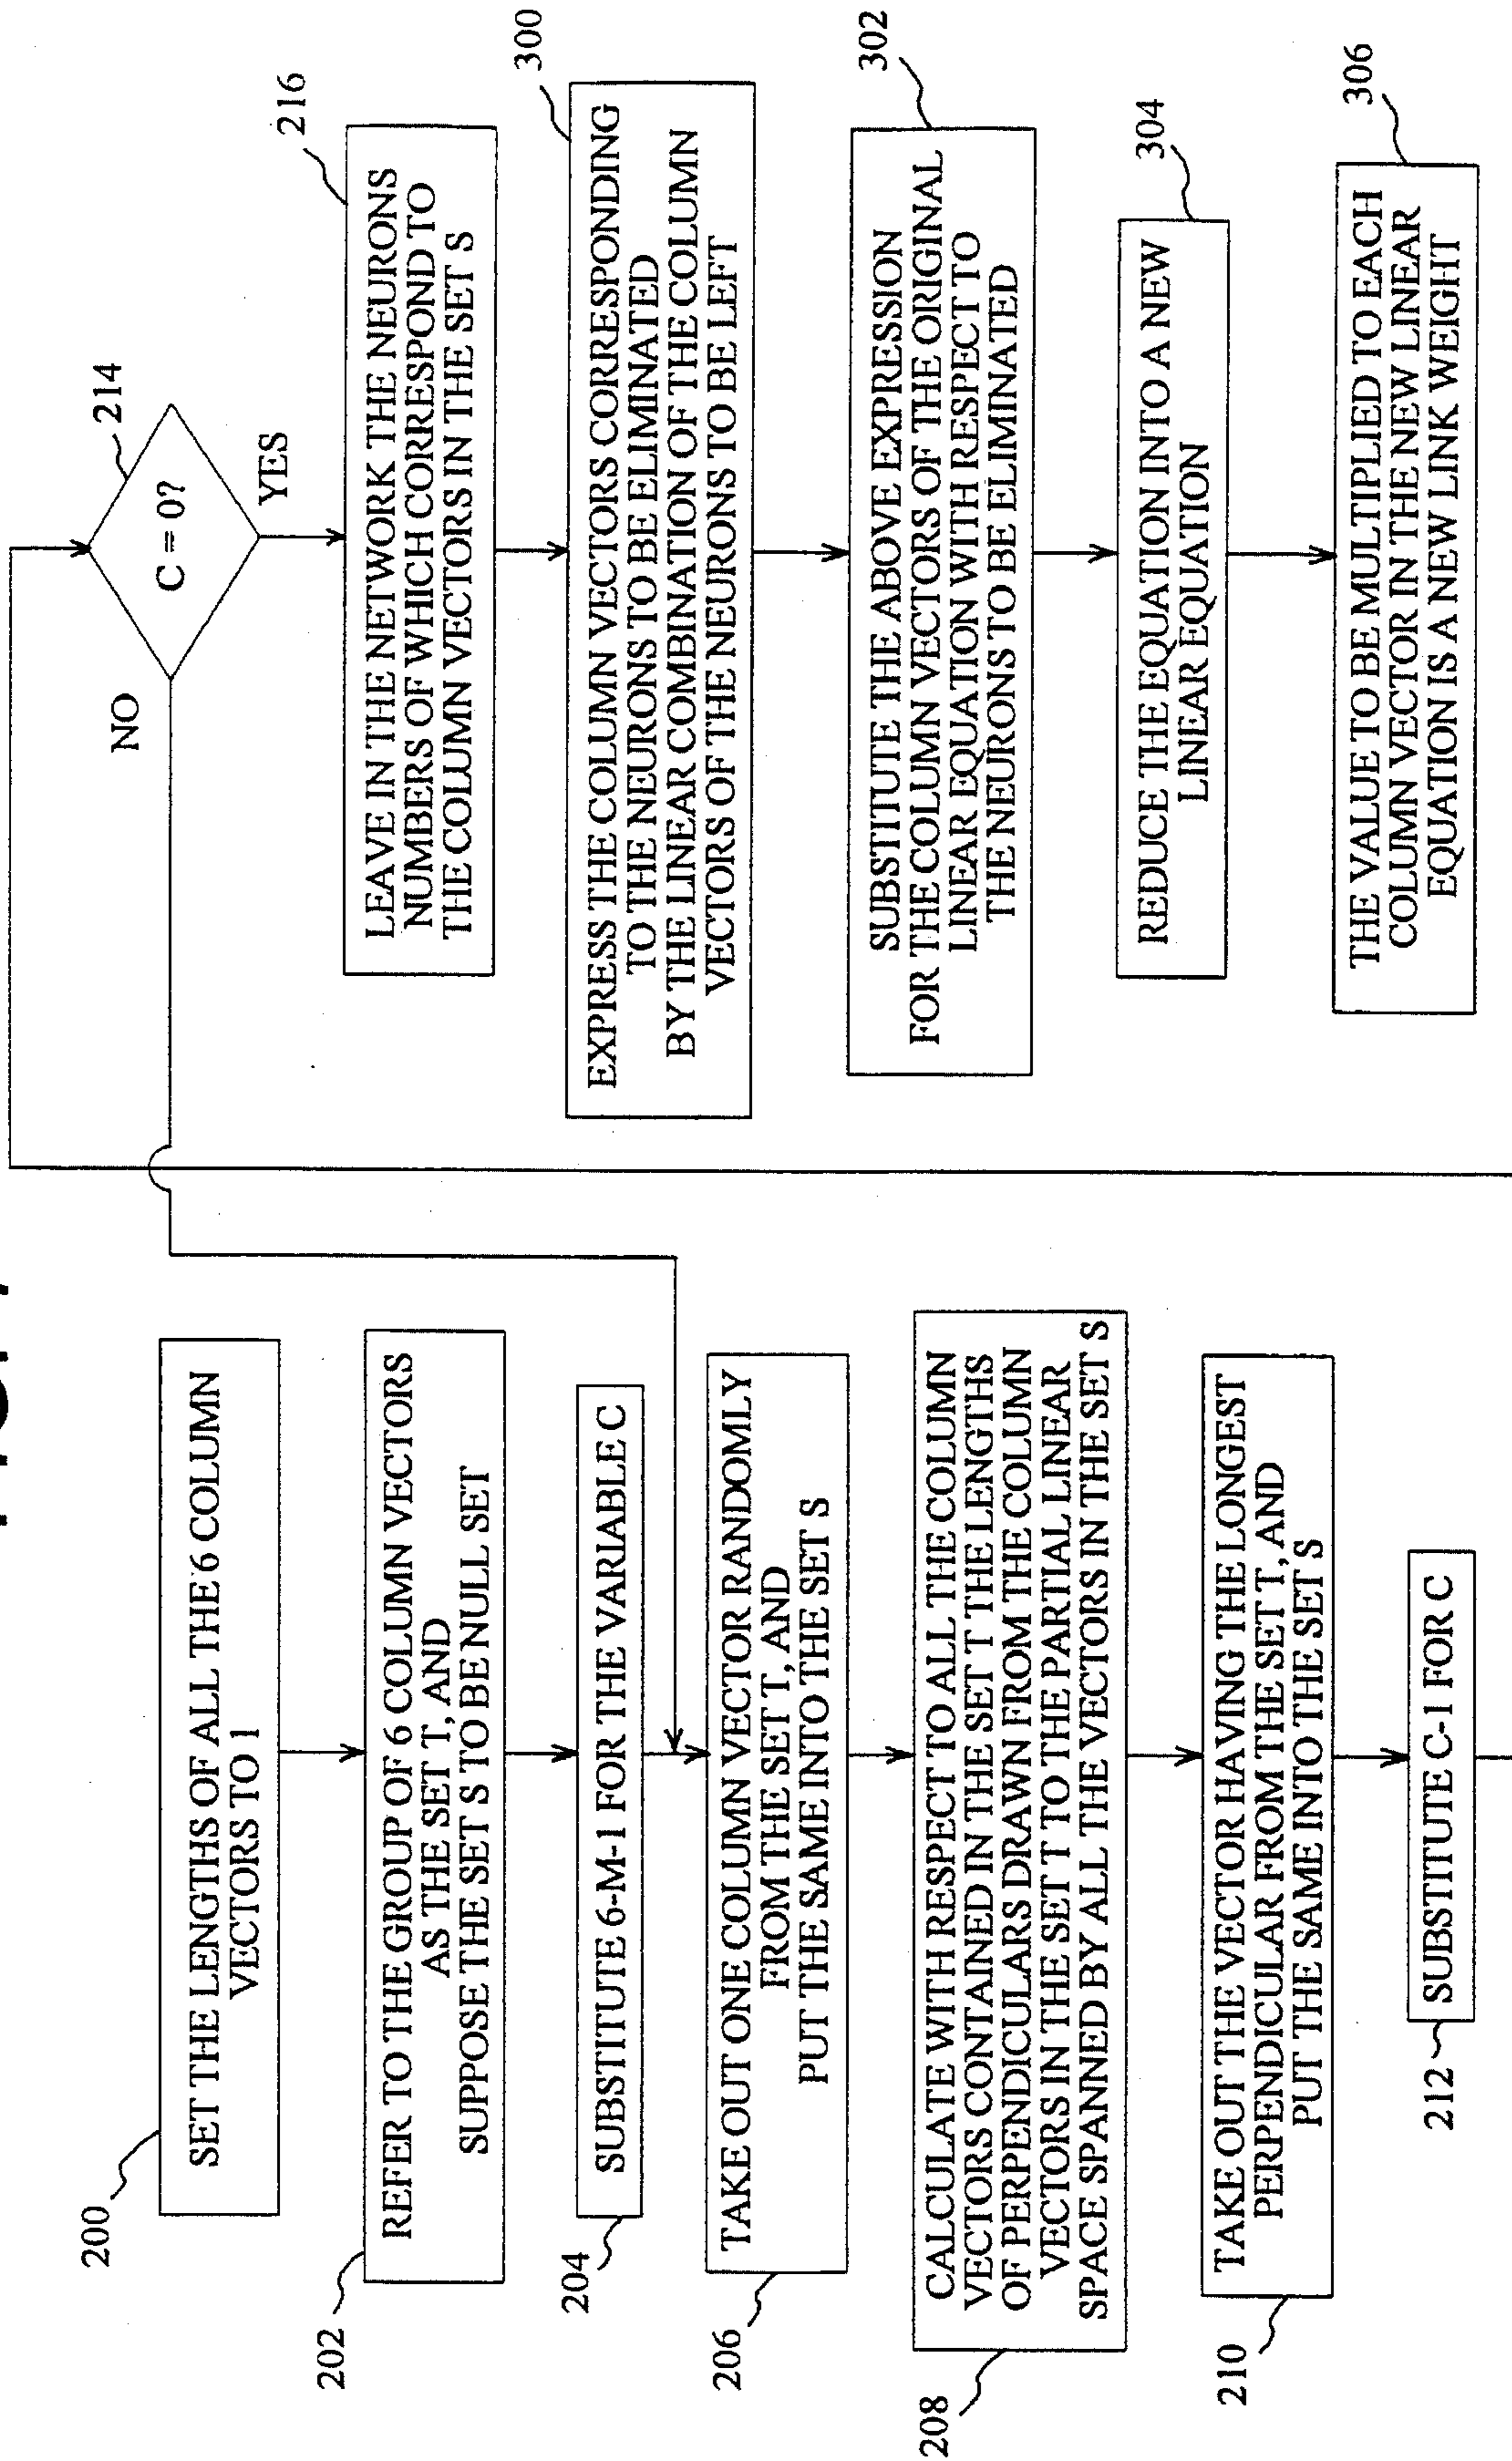 200
SET THE LENGTHS OF ALL THE 6 COLUMN
VECTORS TO 1
202
REFER TO THE GROUP OF 6 COLUMN VECTORS
AS THE SET T, AND
SUPPOSE THE SET S TO BE NULL SET
204
SUBSTITUTE 6-M-1 FOR THE VARIABLE C
206
TAKE OUT ONE COLUMN VECTOR RANDOMLY
FROM THE SET T, AND
PUT THE SAME INTO THE SET S
208
CALCULATE WITH RESPECT TO ALL THE COLUMN
VECTORS CONTAINED IN THE SET T THE LENGTHS
OF PERPENDICULARS DRAWN FROM THE COLUMN
VECTORS IN THE SET T TO THE PARTIAL LINEAR
SPACE SPANNED BY ALL THE VECTORS IN THE SET S
210
TAKE OUT THE VECTOR HAVING THE LONGEST
PERPENDICULAR FROM THE SET T, AND
PUT THE SAME INTO THE SET S
212
SUBSTITUTE C-1 FOR C
214
C = 0?
NO
YES
216
LEAVE IN THE NETWORK THE NEURONS
NUMBERS OF WHICH CORRESPOND TO
THE COLUMN VECTORS IN THE SET S
300
EXPRESS THE COLUMN VECTORS CORRESPONDING
TO THE NEURONS TO BE ELIMINATED
BY THE LINEAR COMBINATION OF THE COLUMN
VECTORS OF THE NEURONS TO BE LEFT
302
SUBSTITUTE THE ABOVE EXPRESSION
FOR THE COLUMN VECTORS OF THE ORIGINAL
LINEAR EQUATION WITH RESPECT TO
THE NEURONS TO BE ELIMINATED
304
REDUCE THE EQUATION INTO A NEW
LINEAR EQUATION
306
THE VALUE TO BE MULTIPLIED TO EACH
COLUMN VECTOR IN THE NEW LINEAR
EQUATION IS A NEW LINK WEIGHT